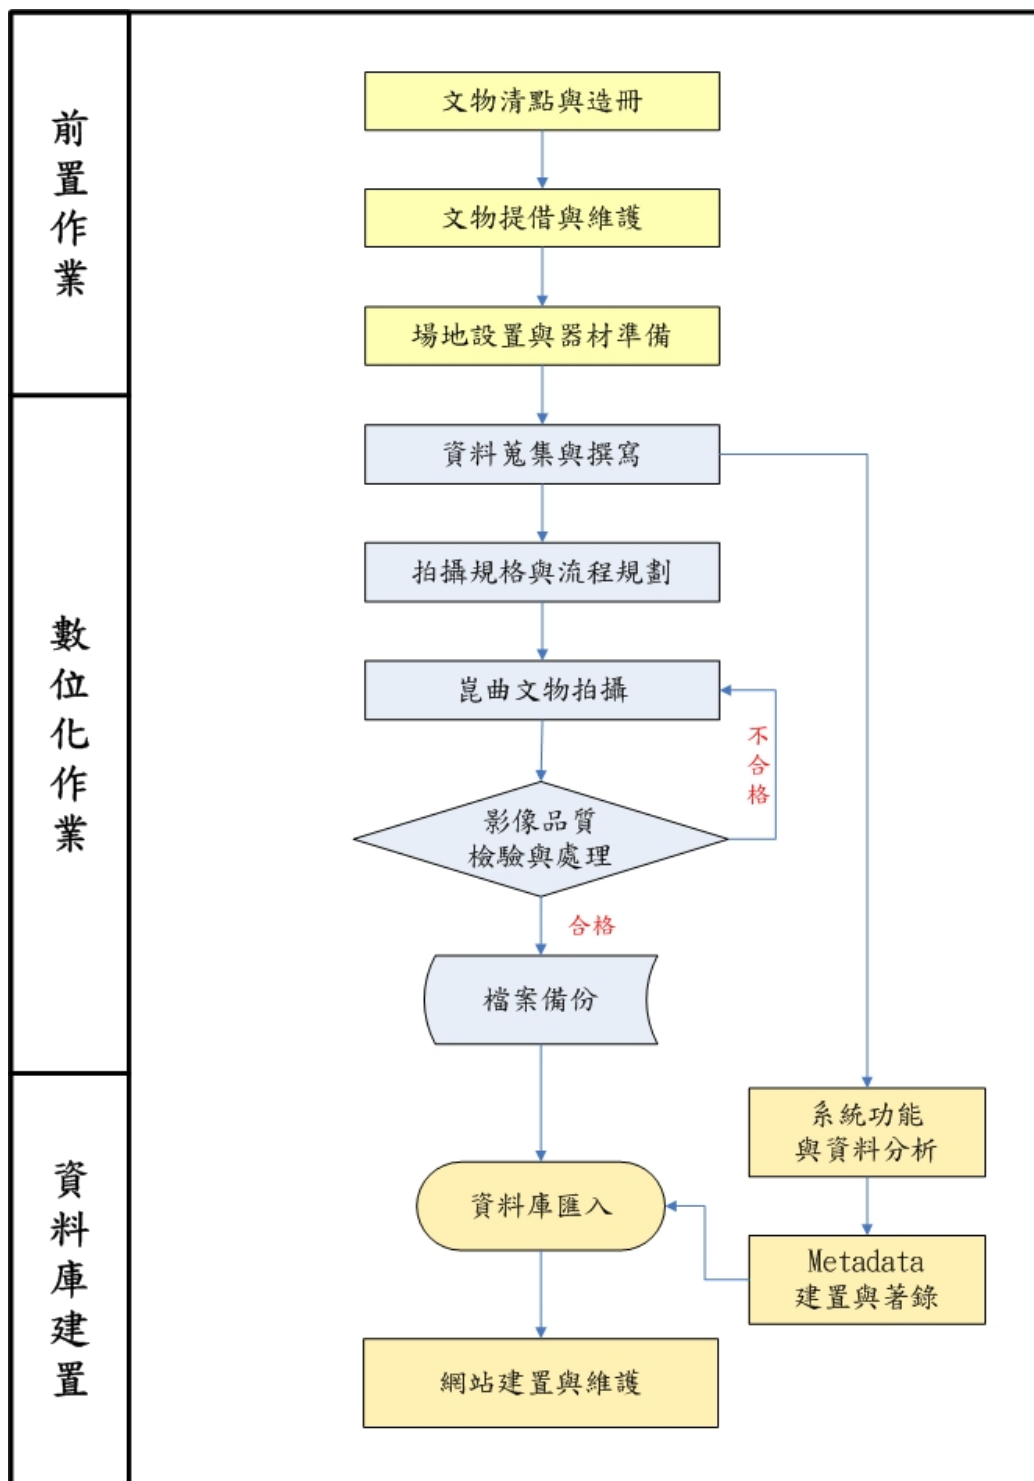 前置作業
文物清點與造冊
文物提借與維護
場地設置與器材準備
數位化作業
資料蒐集與撰寫
拍攝規格與流程規劃
崑曲文物拍攝
不合格
影像品質
檢驗與處理
合格
檔案備份
資料庫建置
系統功能
與資料分析
資料庫匯入
Metadata
建置與著錄
網站建置與維護